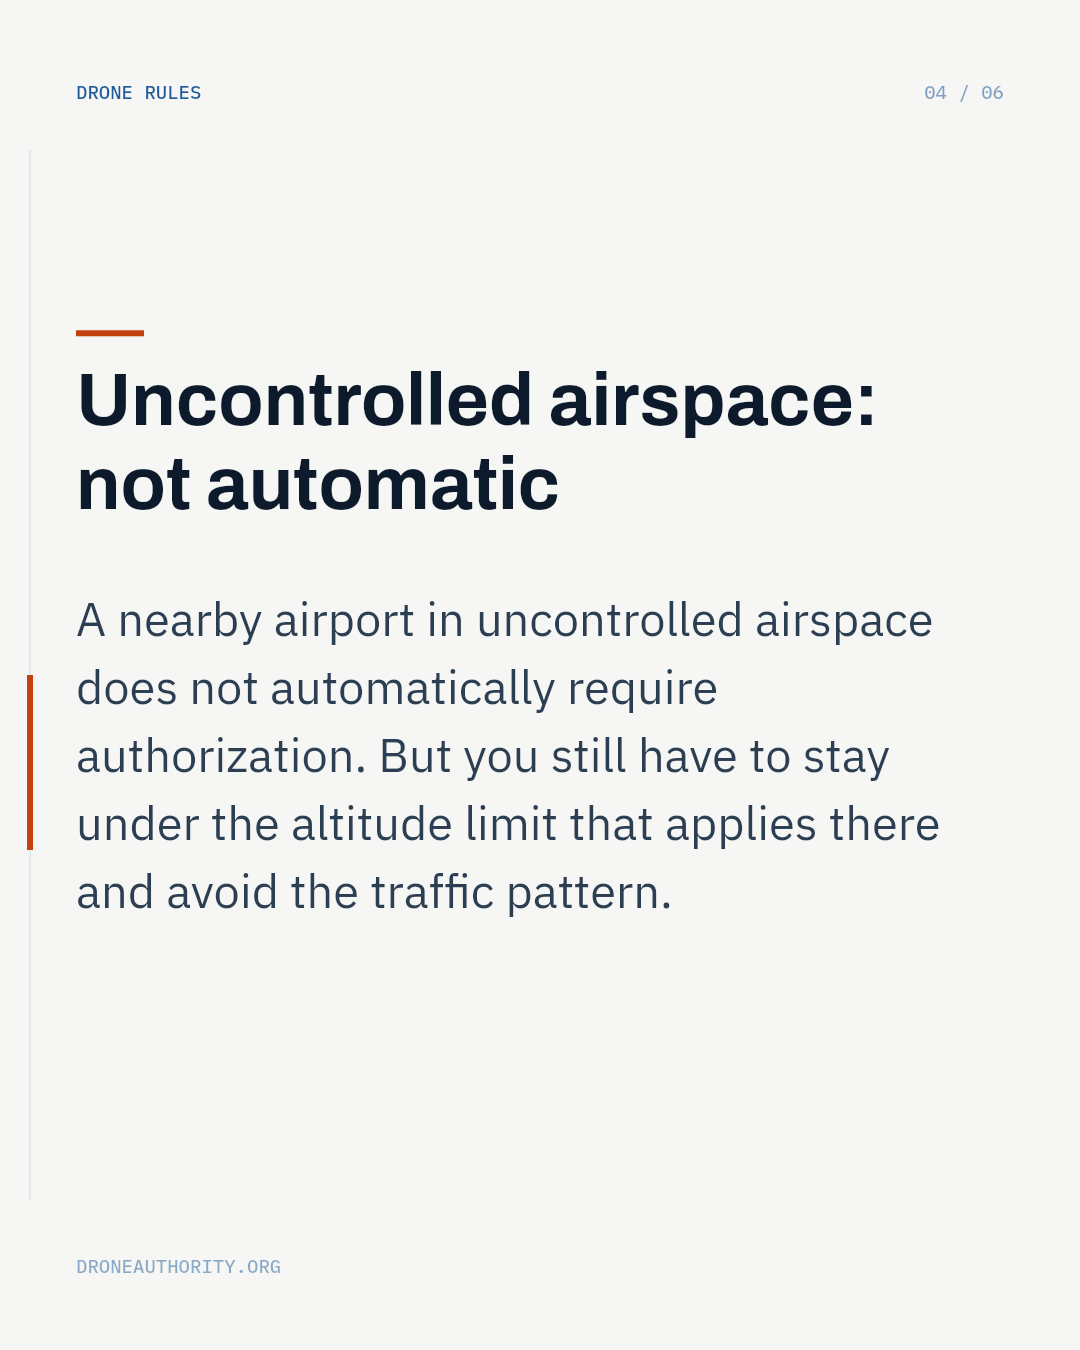 DRONE RULES
04 / 06
Uncontrolled airspace:
not automatic
A nearby airport in uncontrolled airspace
does not automatically require
authorization. But you still have to stay
under the altitude limit that applies there
and avoid the traffic pattern.
DRONEAUTHORITY.ORG